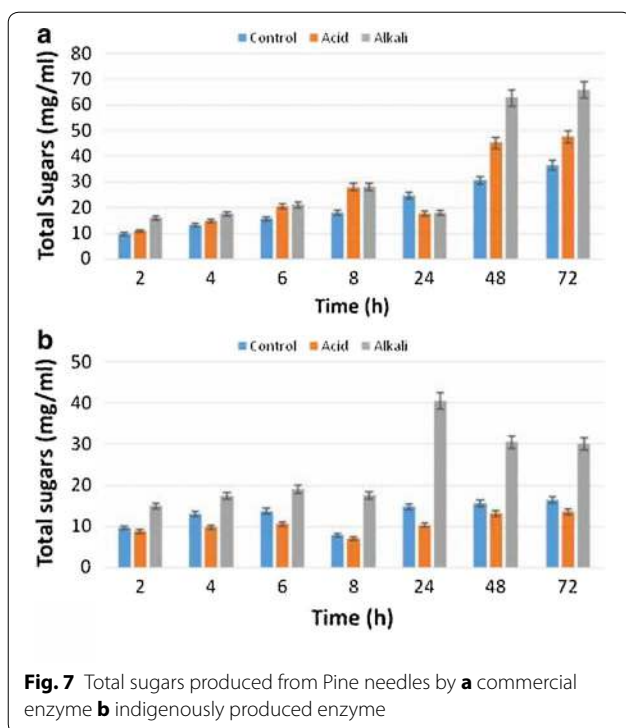 a
Control Acid Alkali
80
70
60
50
40
30
20
10
0
Total Sugars (mg/ml)
2 4 6 8 24 48 72
Time (h)
b
Control Acid Alkali
50
40
30
20
10
0
Total sugars (mg/ml)
2 4 6 8 24 48 72
Time (h)
Fig. 7 Total sugars produced from Pine needles by a commercial
enzyme b indigenously produced enzyme